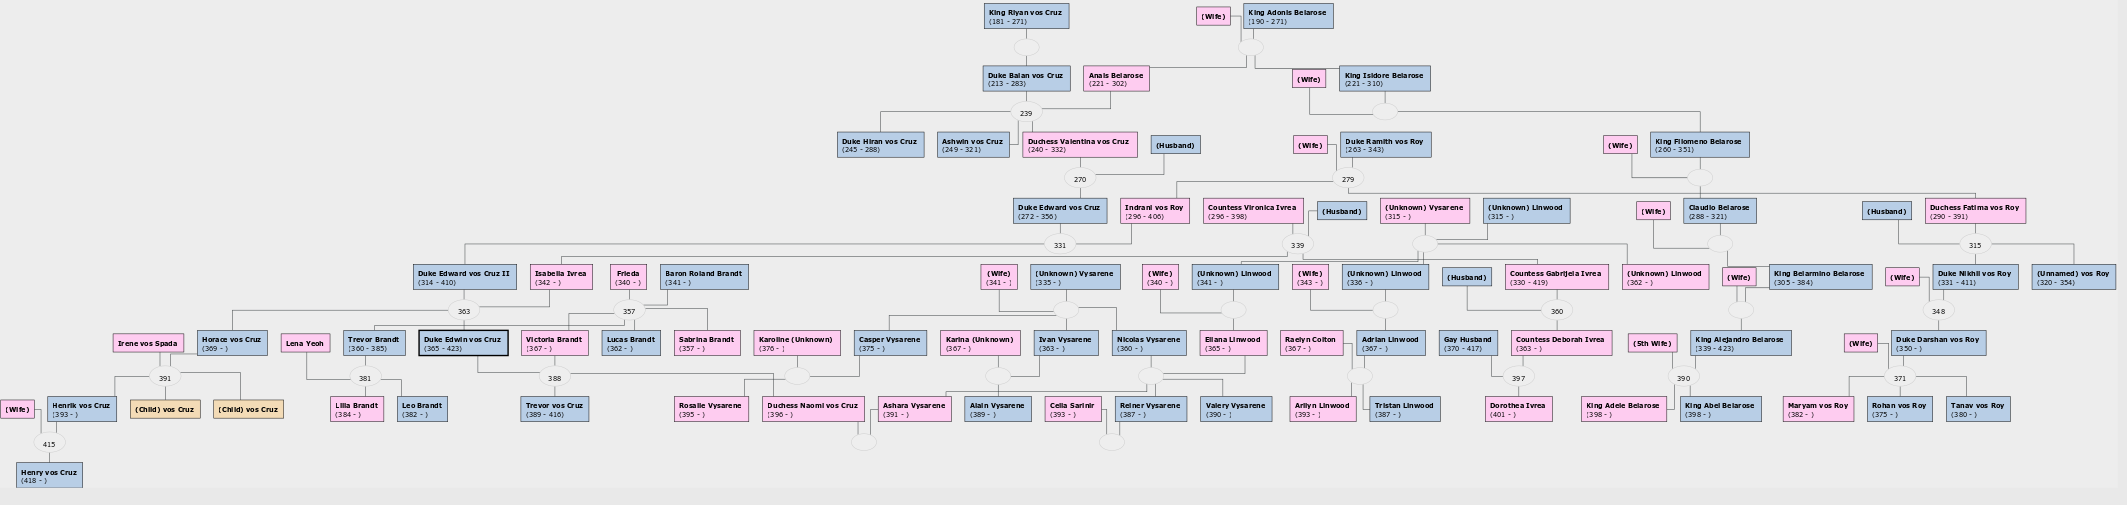 King Riyan vos Cruz
(181 - 271)
(Wife)
King Adonis Belarose
(190 - 271)
Duke Balan vos Cruz
(213 - 283)
Anais Belarose
(221 - 302)
(Wife)
King Isidore Belarose
(221 - 310)
239
Duke Hiran vos Cruz
(245 - 288)
Ashwin vos Cruz
(249 - 321)
Duchess Valentina vos Cruz
(240 - 332)
(Husband)
(Wife)
Duke Ramith vos Roy
(263 - 343)
(Wife)
King Filomeno Belarose
(260 - 351)
270
279
Duke Edward vos Cruz
(272 - 356)
Indrani vos Roy
(296 - 406)
Countess Vironica Ivrea
(296 - 398)
(Husband)
(Unknown) Vysarene
(315 - )
(Unknown) Linwood
(315 - )
(Wife)
Claudio Belarose
(288 - 321)
(Husband)
Duchess Fatima vos Roy
(290 - 391)
331
339
315
Duke Edward vos Cruz II
(314 - 410)
Isabella Ivrea
(342 - )
Frieda
(340 - )
Baron Roland Brandt
(341 - )
(Wife)
(341 - )
(Unknown) Vysarene
(335 - )
(Wife)
(340 - )
(Unknown) Linwood
(341 - )
(Wife)
(343 - )
(Unknown) Linwood
(336 - )
(Husband)
Countess Gabrijela Ivrea
(330 - 419)
(Unknown) Linwood
(362 - )
(Wife)
King Belarmino Belarose
(305 - 384)
(Wife)
Duke Nikhil vos Roy
(331 - 411)
(Unnamed) vos Roy
(320 - 354)
363
357
360
348
Irene vos Spada
Horace vos Cruz
(369 - )
Lena Yeoh
Trevor Brandt
(360 - 385)
Duke Edwin vos Cruz
(365 - 423)
Victoria Brandt
(367 - )
Lucas Brandt
(362 - )
Sabrina Brandt
(357 - )
Karoline (Unknown)
(376 - )
Casper Vysarene
(375 - )
Karina (Unknown)
(367 - )
Ivan Vysarene
(363 - )
Nicolas Vysarene
(360 - )
Eliana Linwood
(365 - )
Raelyn Colton
(367 - )
Adrian Linwood
(367 - )
Gay Husband
(370 - 417)
Countess Deborah Ivrea
(363 - )
(5th Wife)
King Alejandro Belarose
(339 - 423)
(Wife)
Duke Darshan vos Roy
(350 - )
391
381
388
397
390
371
(Wife)
Henrik vos Cruz
(393 - )
(Child) vos Cruz
(Child) vos Cruz
Lilia Brandt
(384 - )
Leo Brandt
(382 - )
Trevor vos Cruz
(389 - 416)
Rosalie Vysarene
(395 - )
Duchess Naomi vos Cruz
(396 - )
Ashara Vysarene
(391 - )
Alain Vysarene
(389 - )
Celia Sarinir
(393 - )
Reiner Vysarene
(387 - )
Valery Vysarene
(390 - )
Arilyn Linwood
(393 - )
Tristan Linwood
(387 - )
Dorothea Ivrea
(401 - )
King Adele Belarose
(398 - )
King Abel Belarose
(398 - )
Maryam vos Roy
(382 - )
Rohan vos Roy
(375 - )
Tanav vos Roy
(380 - )
415
Henry vos Cruz
(418 - )